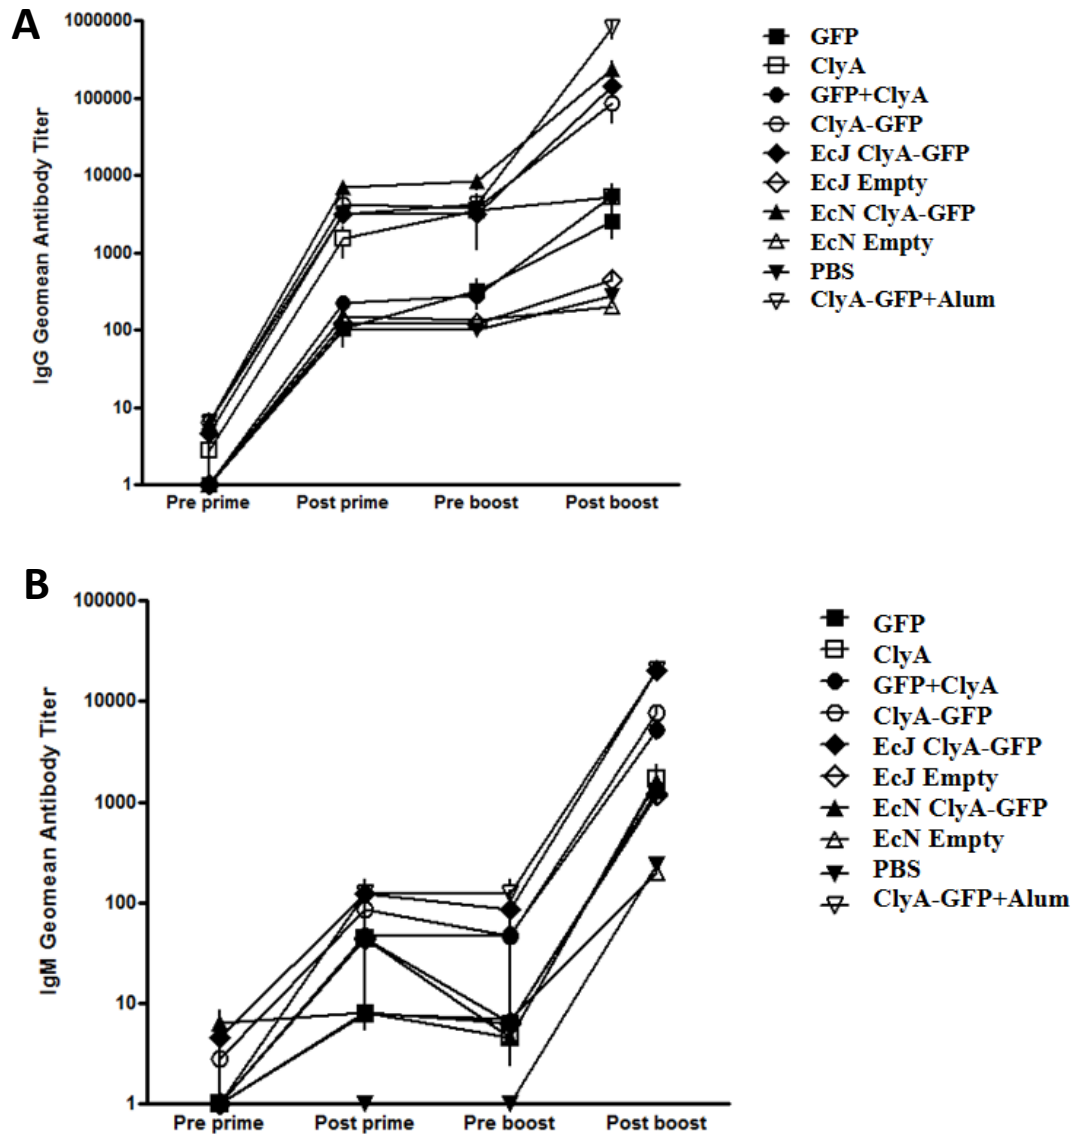 A
1000000
100000
10000
1000
100
10
1
IgG Geomean Antibody Titer
Pre prime
Post prime
Pre boost
Post boost
GFP
ClyA
GFP+ClyA
ClyA-GFP
EcJ ClyA-GFP
EcJ Empty
EcN ClyA-GFP
EcN Empty
PBS
ClyA-GFP+Alum
B
100000
10000
1000
100
10
1
IgM Geomean Antibody Titer
Pre prime
Post prime
Pre boost
Post boost
GFP
ClyA
GFP+ClyA
ClyA-GFP
EcJ ClyA-GFP
EcJ Empty
EcN ClyA-GFP
EcN Empty
PBS
ClyA-GFP+Alum